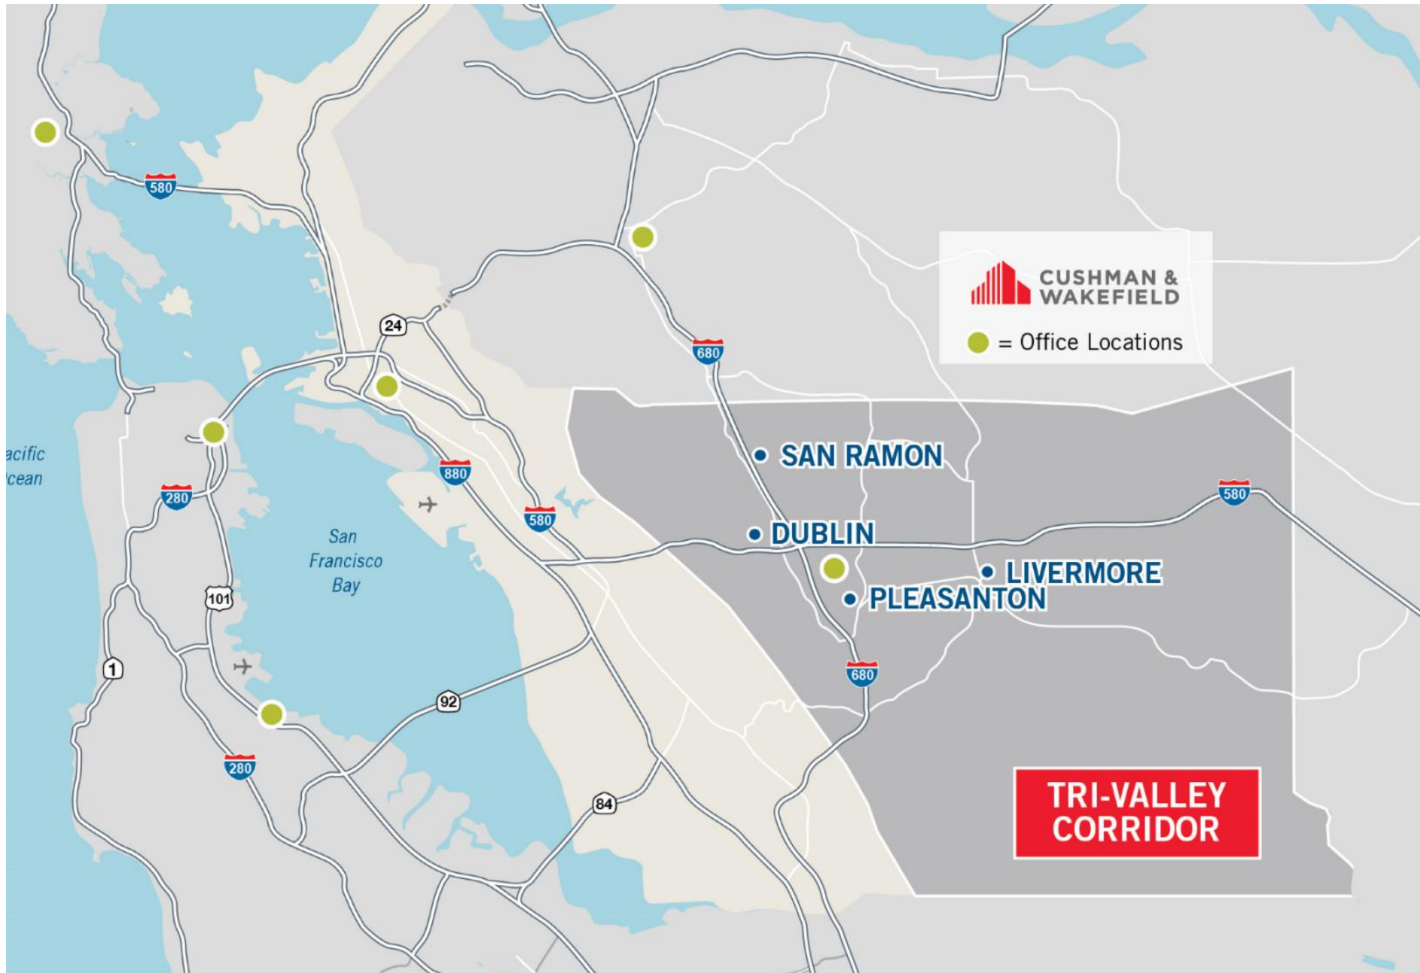 580
CUSHMAN &
WAKEFIELD
= Office Locations
24
680
SAN RAMON
acific
cean
880
280
580
580
San
Francisco
Bay
DUBLIN
LIVERMORE
PLEASANTON
101
1
680
92
280
84
TRI-VALLEY
CORRIDOR